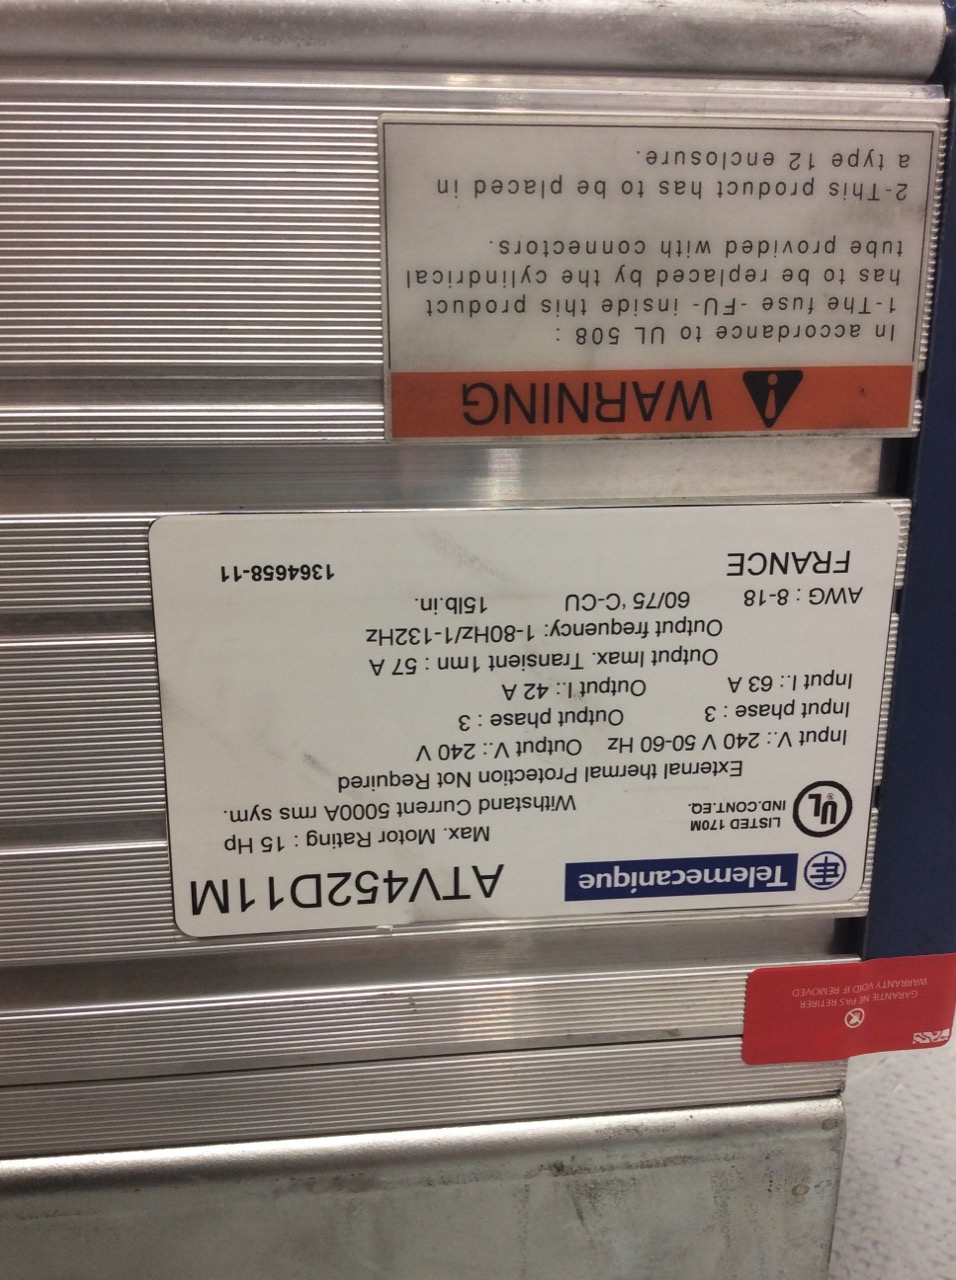 Telemecanique ATV452D11M
Max. Motor Rating : 15 Hp
LISTED 170M
IND.CONT.EQ.
UL
Withstand Current 5000A rms sym.
External thermal Protection Not Required
Input V.: 240 V 50-60 Hz Output V.: 240 V
Input phase : 3 Output phase : 3
Input I.: 63 A Output I.: 42 A
Output Imax. Transient 1mn : 57 A
Output frequency: 1-80Hz/1-132Hz
AWG : 8-18 60/75 °C-CU 15lb.in.
FRANCE 1364658-11
WARNING
In accordance to UL 508 :
1-The fuse -FU- inside this product
has to be replaced by the cylindrical
tube provided with connectors.
2-This product has to be placed in
a type 12 enclosure.
GARANTIE NE PAS RETIRER
WARRANTY VOID IF REMOVED